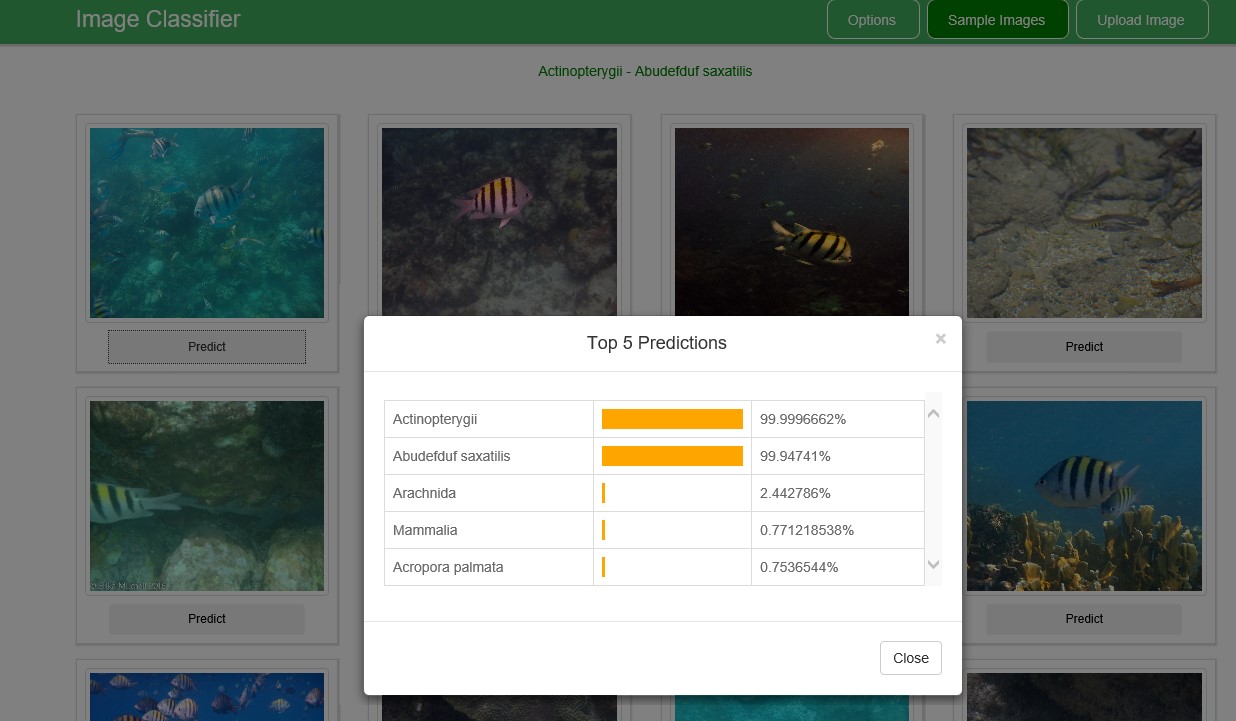 Image Classifier
Options
Sample Images
Upload Image
Actinopterygii - Abudefduf saxatilis
Predict
Predict
Top 5 Predictions
×
Actinopterygii 99.9996662%
Abudefduf saxatilis 99.94741%
Arachnida 2.442786%
Mammalia 0.771218538%
Acropora palmata 0.7536544%
Predict
Predict
Close